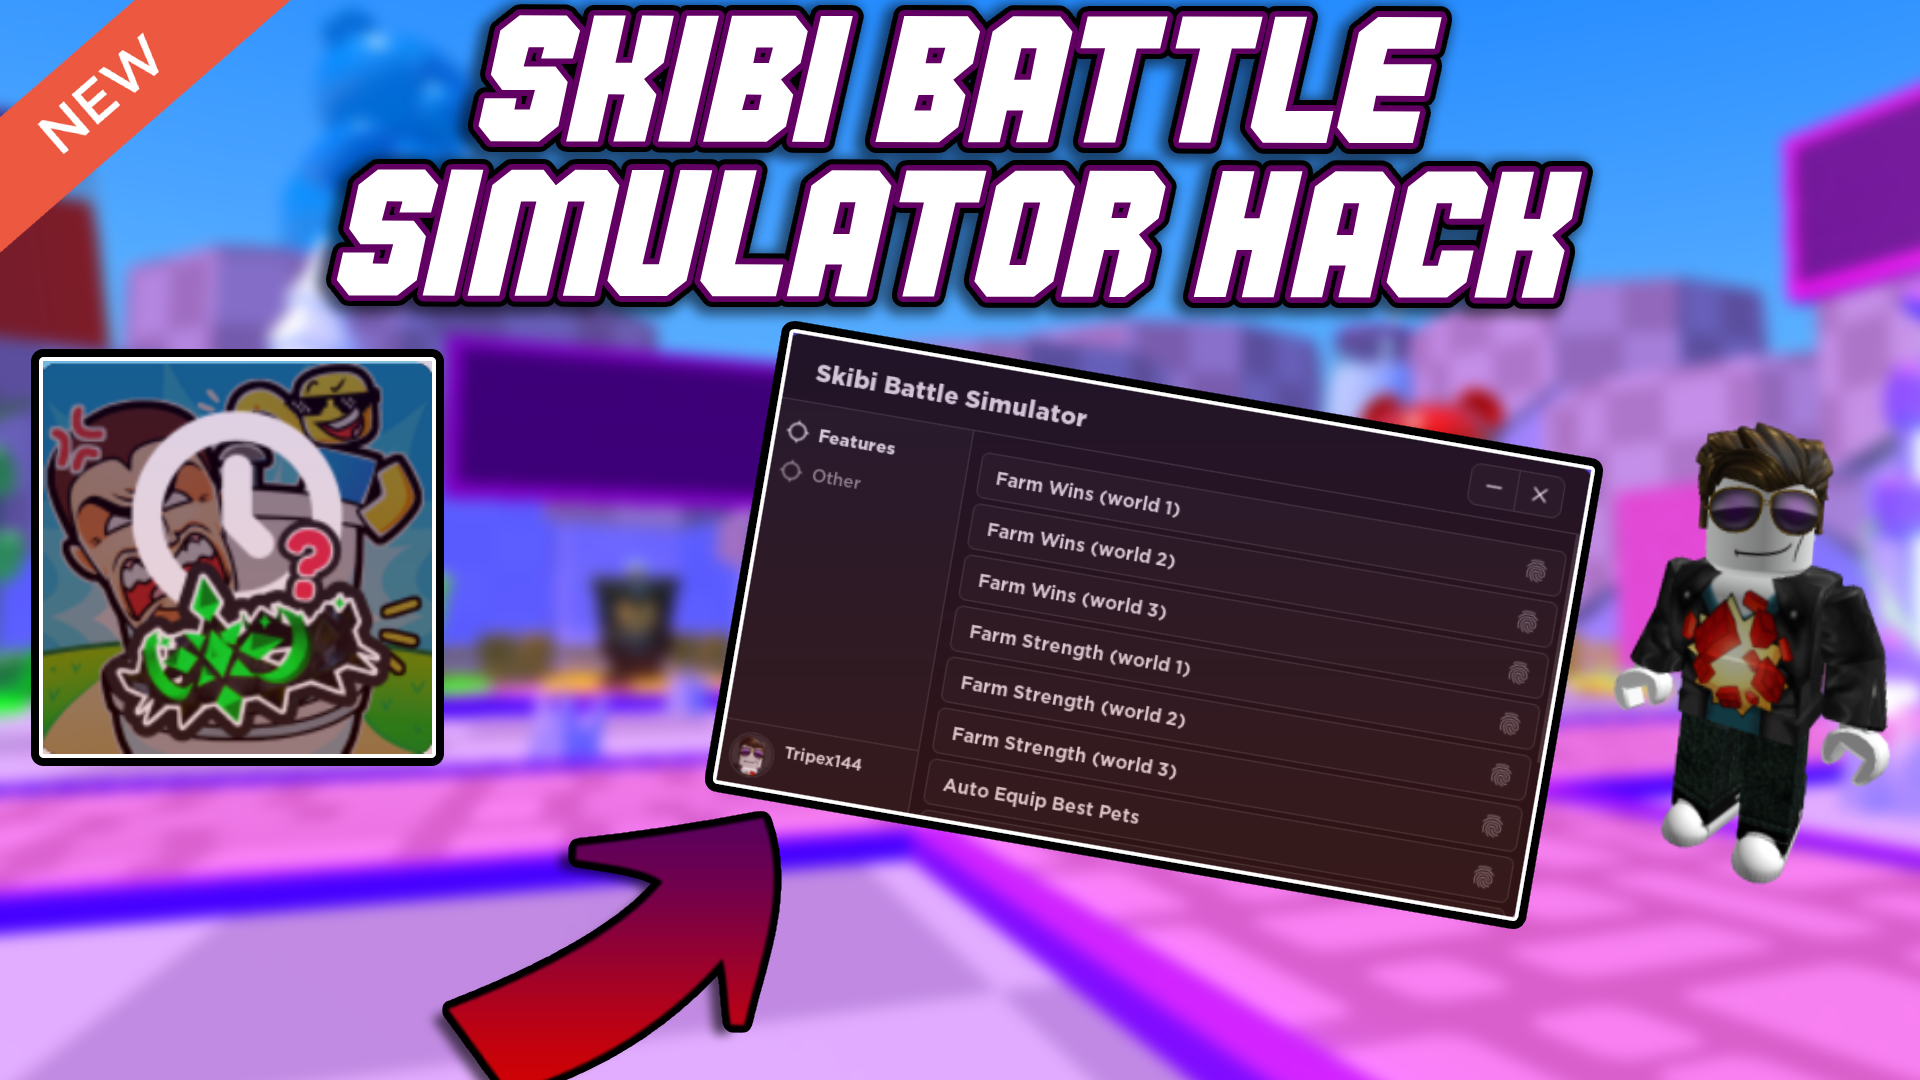 NEW
SKIBI BATTLE
SIMULATOR HACK
?
Skibi Battle Simulator
Features
Other
Farm Wins (world 1)
Farm Wins (world 2)
Farm Wins (world 3)
Farm Strength (world 1)
Farm Strength (world 2)
Farm Strength (world 3)
Auto Equip Best Pets
Tripex144